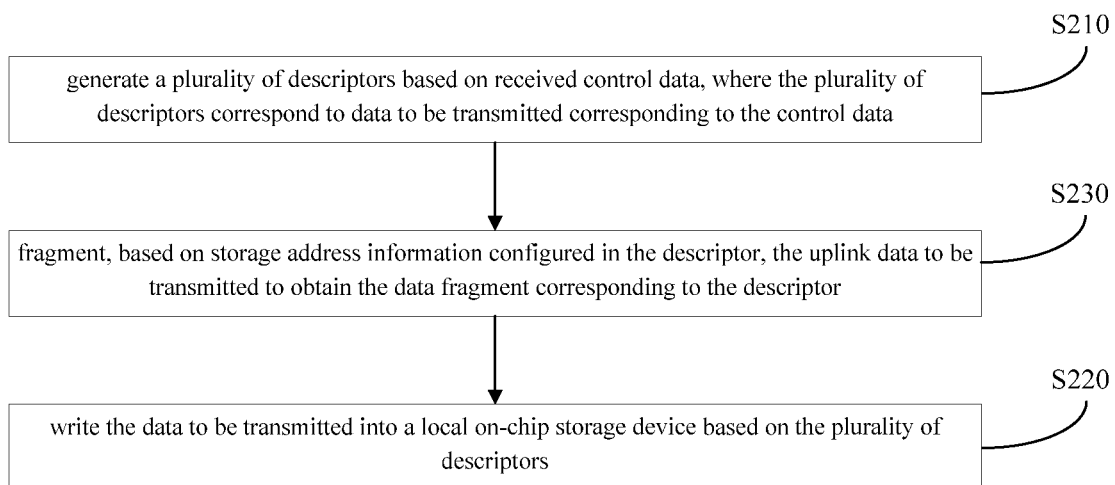 S210
generate a plurality of descriptors based on received control data, where the plurality of
descriptors correspond to data to be transmitted corresponding to the control data
S230
fragment, based on storage address information configured in the descriptor, the uplink data to be
transmitted to obtain the data fragment corresponding to the descriptor
S220
write the data to be transmitted into a local on-chip storage device based on the plurality of
descriptors